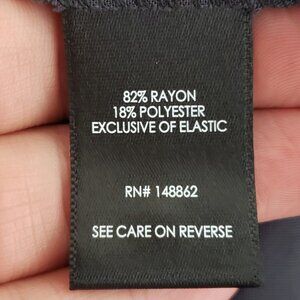 82% RAYON
18% POLYESTER
EXCLUSIVE OF ELASTIC
RN# 148862
SEE CARE ON REVERSE